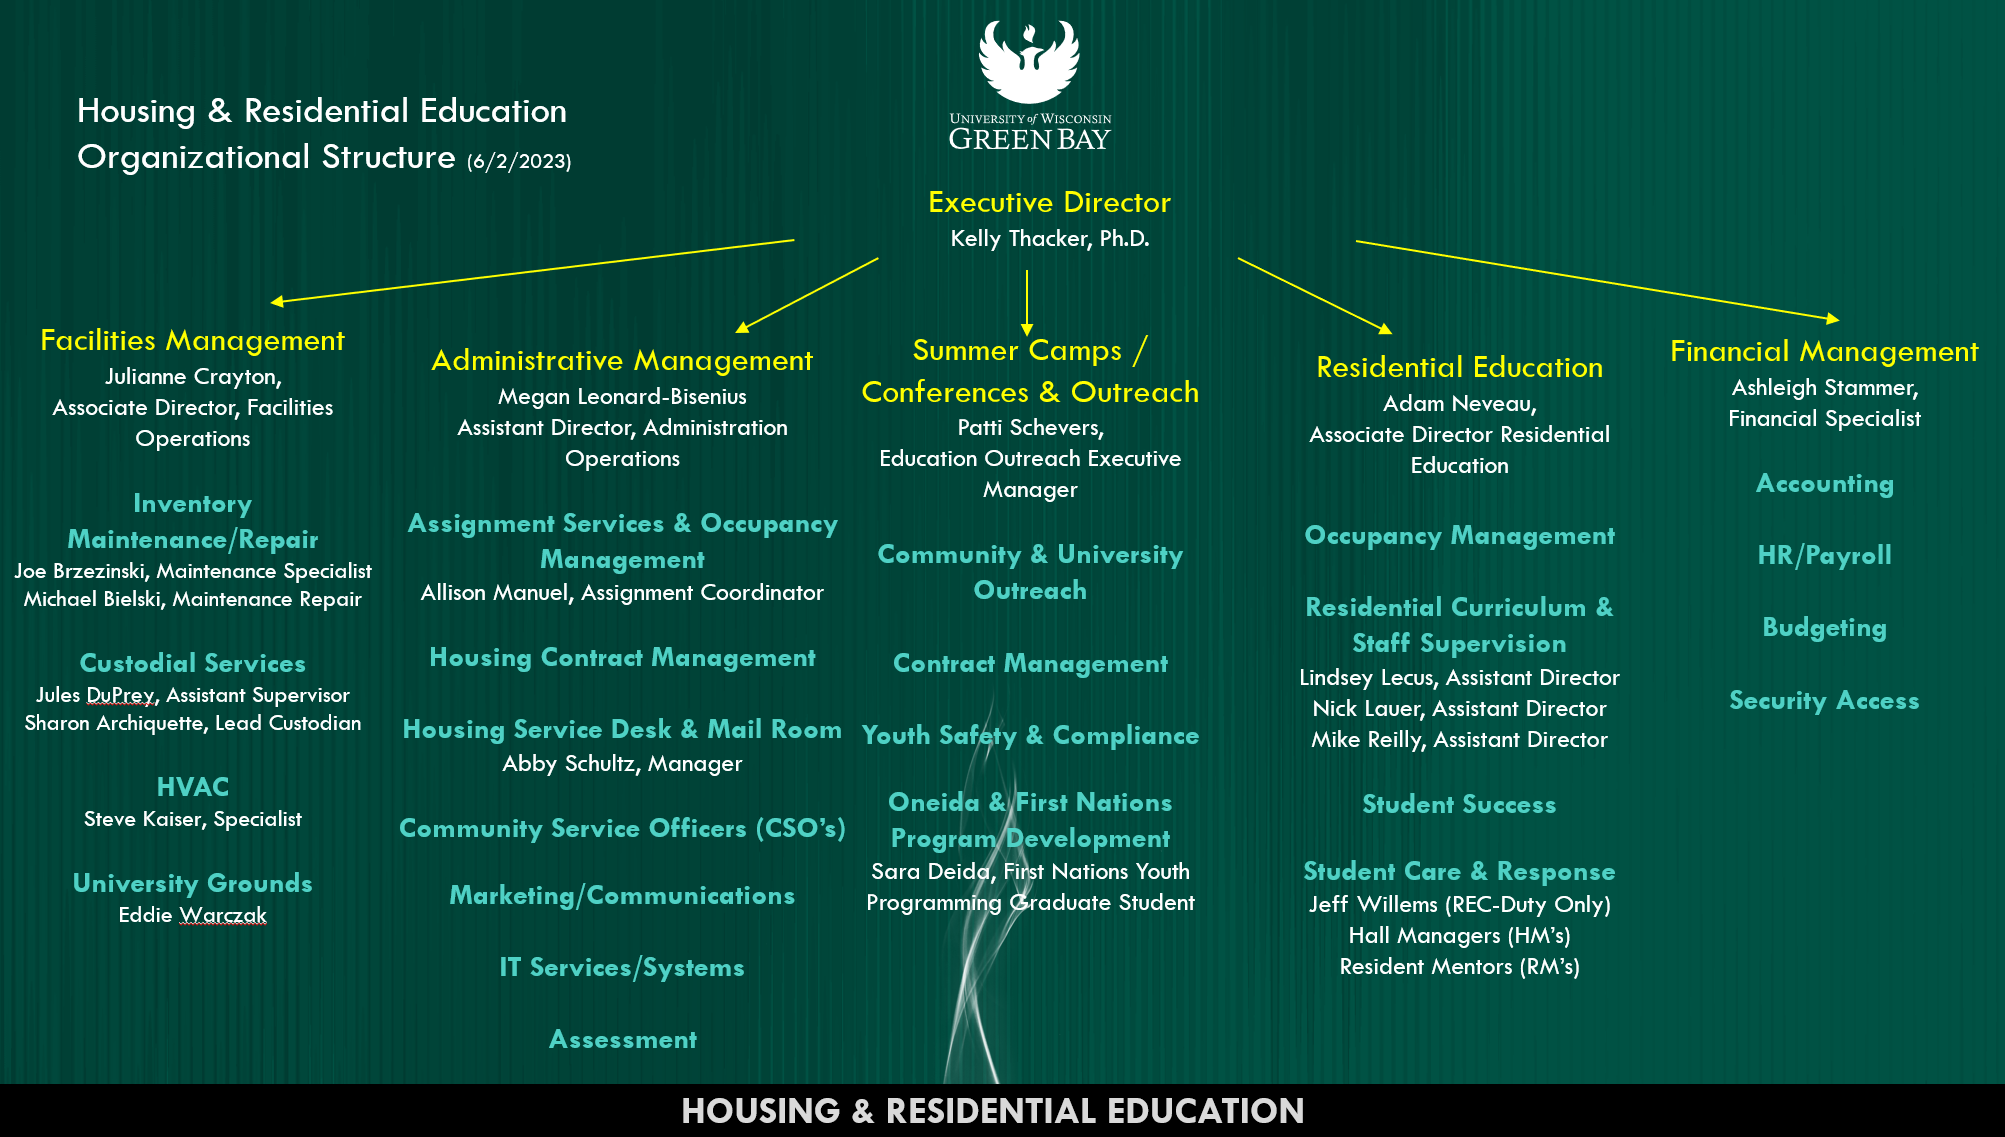 Housing & Residential Education
Organizational Structure (6/2/2023)
UNIVERSITY of WISCONSIN
GREEN BAY
Executive Director
Kelly Thacker, Ph.D.
Facilities Management
Julianne Crayton,
Associate Director, Facilities
Operations
Inventory
Maintenance/Repair
Joe Brzezinski, Maintenance Specialist
Michael Bielski, Maintenance Repair
Custodial Services
Jules DuPrey, Assistant Supervisor
Sharon Archiquette, Lead Custodian
HVAC
Steve Kaiser, Specialist
University Grounds
Eddie Warczak
Administrative Management
Megan Leonard-Bisenius
Assistant Director, Administration
Operations
Assignment Services & Occupancy
Management
Allison Manuel, Assignment Coordinator
Housing Contract Management
Housing Service Desk & Mail Room
Abby Schultz, Manager
Community Service Officers (CSO's)
Marketing/Communications
IT Services/Systems
Assessment
Summer Camps /
Conferences & Outreach
Patti Schevers,
Education Outreach Executive
Manager
Community & University
Outreach
Contract Management
Youth Safety & Compliance
Oneida & First Nations
Program Development
Sara Deida, First Nations Youth
Programming Graduate Student
Residential Education
Adam Neveau,
Associate Director Residential
Education
Occupancy Management
Residential Curriculum &
Staff Supervision
Lindsey Lecus, Assistant Director
Nick Lauer, Assistant Director
Mike Reilly, Assistant Director
Student Success
Student Care & Response
Jeff Willems (REC-Duty Only)
Hall Managers (HM's)
Resident Mentors (RM's)
Financial Management
Ashleigh Stammer,
Financial Specialist
Accounting
HR/Payroll
Budgeting
Security Access
HOUSING & RESIDENTIAL EDUCATION